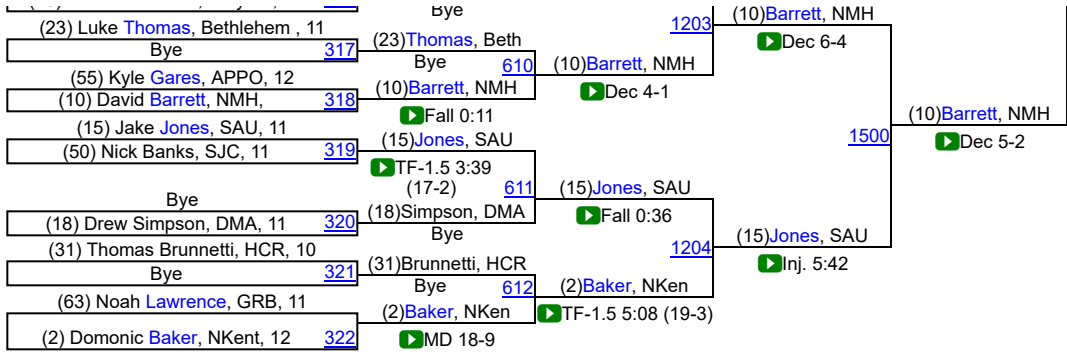 Bye
(23) Luke Thomas, Bethlehem , 11
Bye
317
(55) Kyle Gares, APPO, 12
(10) David Barrett, NMH,
318
(15) Jake Jones, SAU, 11
(50) Nick Banks, SJC, 11
319
Bye
(18) Drew Simpson, DMA, 11
320
(31) Thomas Brunnetti, HCR, 10
Bye
321
(63) Noah Lawrence, GRB, 11
(2) Domonic Baker, NKent, 12
322
(23)Thomas, Beth
Bye
610
(10)Barrett, NMH
Fall 0:11
(15)Jones, SAU
TF-1.5 3:39
(17-2)
611
(18)Simpson, DMA
Bye
(31)Brunnetti, HCR
Bye
612
(2)Baker, NKen
MD 18-9
1203
(10)Barrett, NMH
Dec 4-1
(15)Jones, SAU
Fall 0:36
1204
(2)Baker, NKen
TF-1.5 5:08 (19-3)
(10)Barrett, NMH
Dec 6-4
1500
(15)Jones, SAU
Inj. 5:42
(10)Barrett, NMH
Dec 5-2